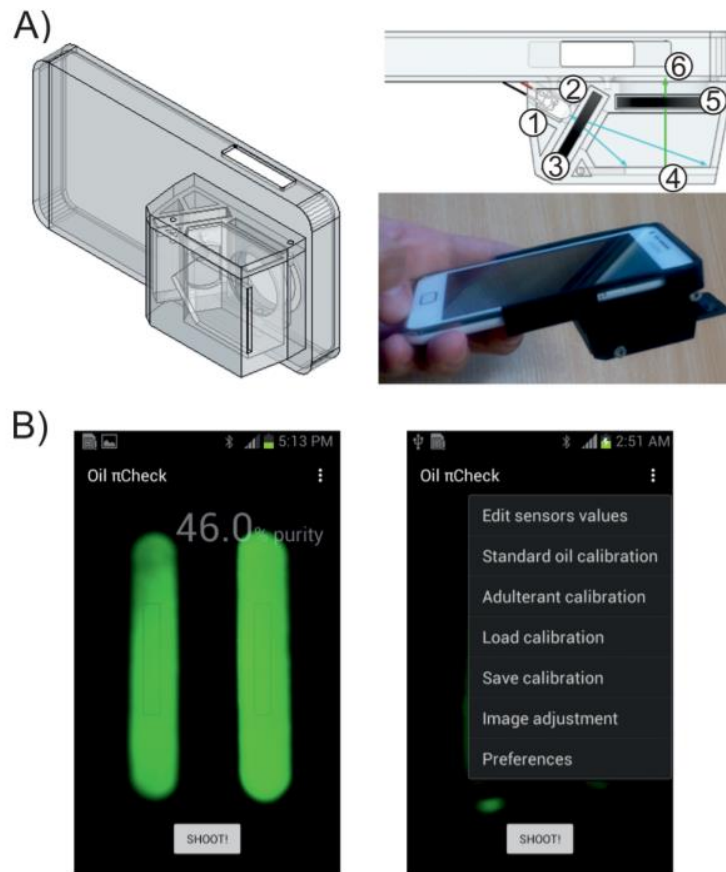 A)
⑥
②
⑤
①
③
④
B)
5:13 PM
Oil πCheck
46.0% purity
SHOOT!
2:51 AM
Oil πCheck
Edit sensors values
Standard oil calibration
Adulterant calibration
Load calibration
Save calibration
Image adjustment
Preferences
SHOOT!